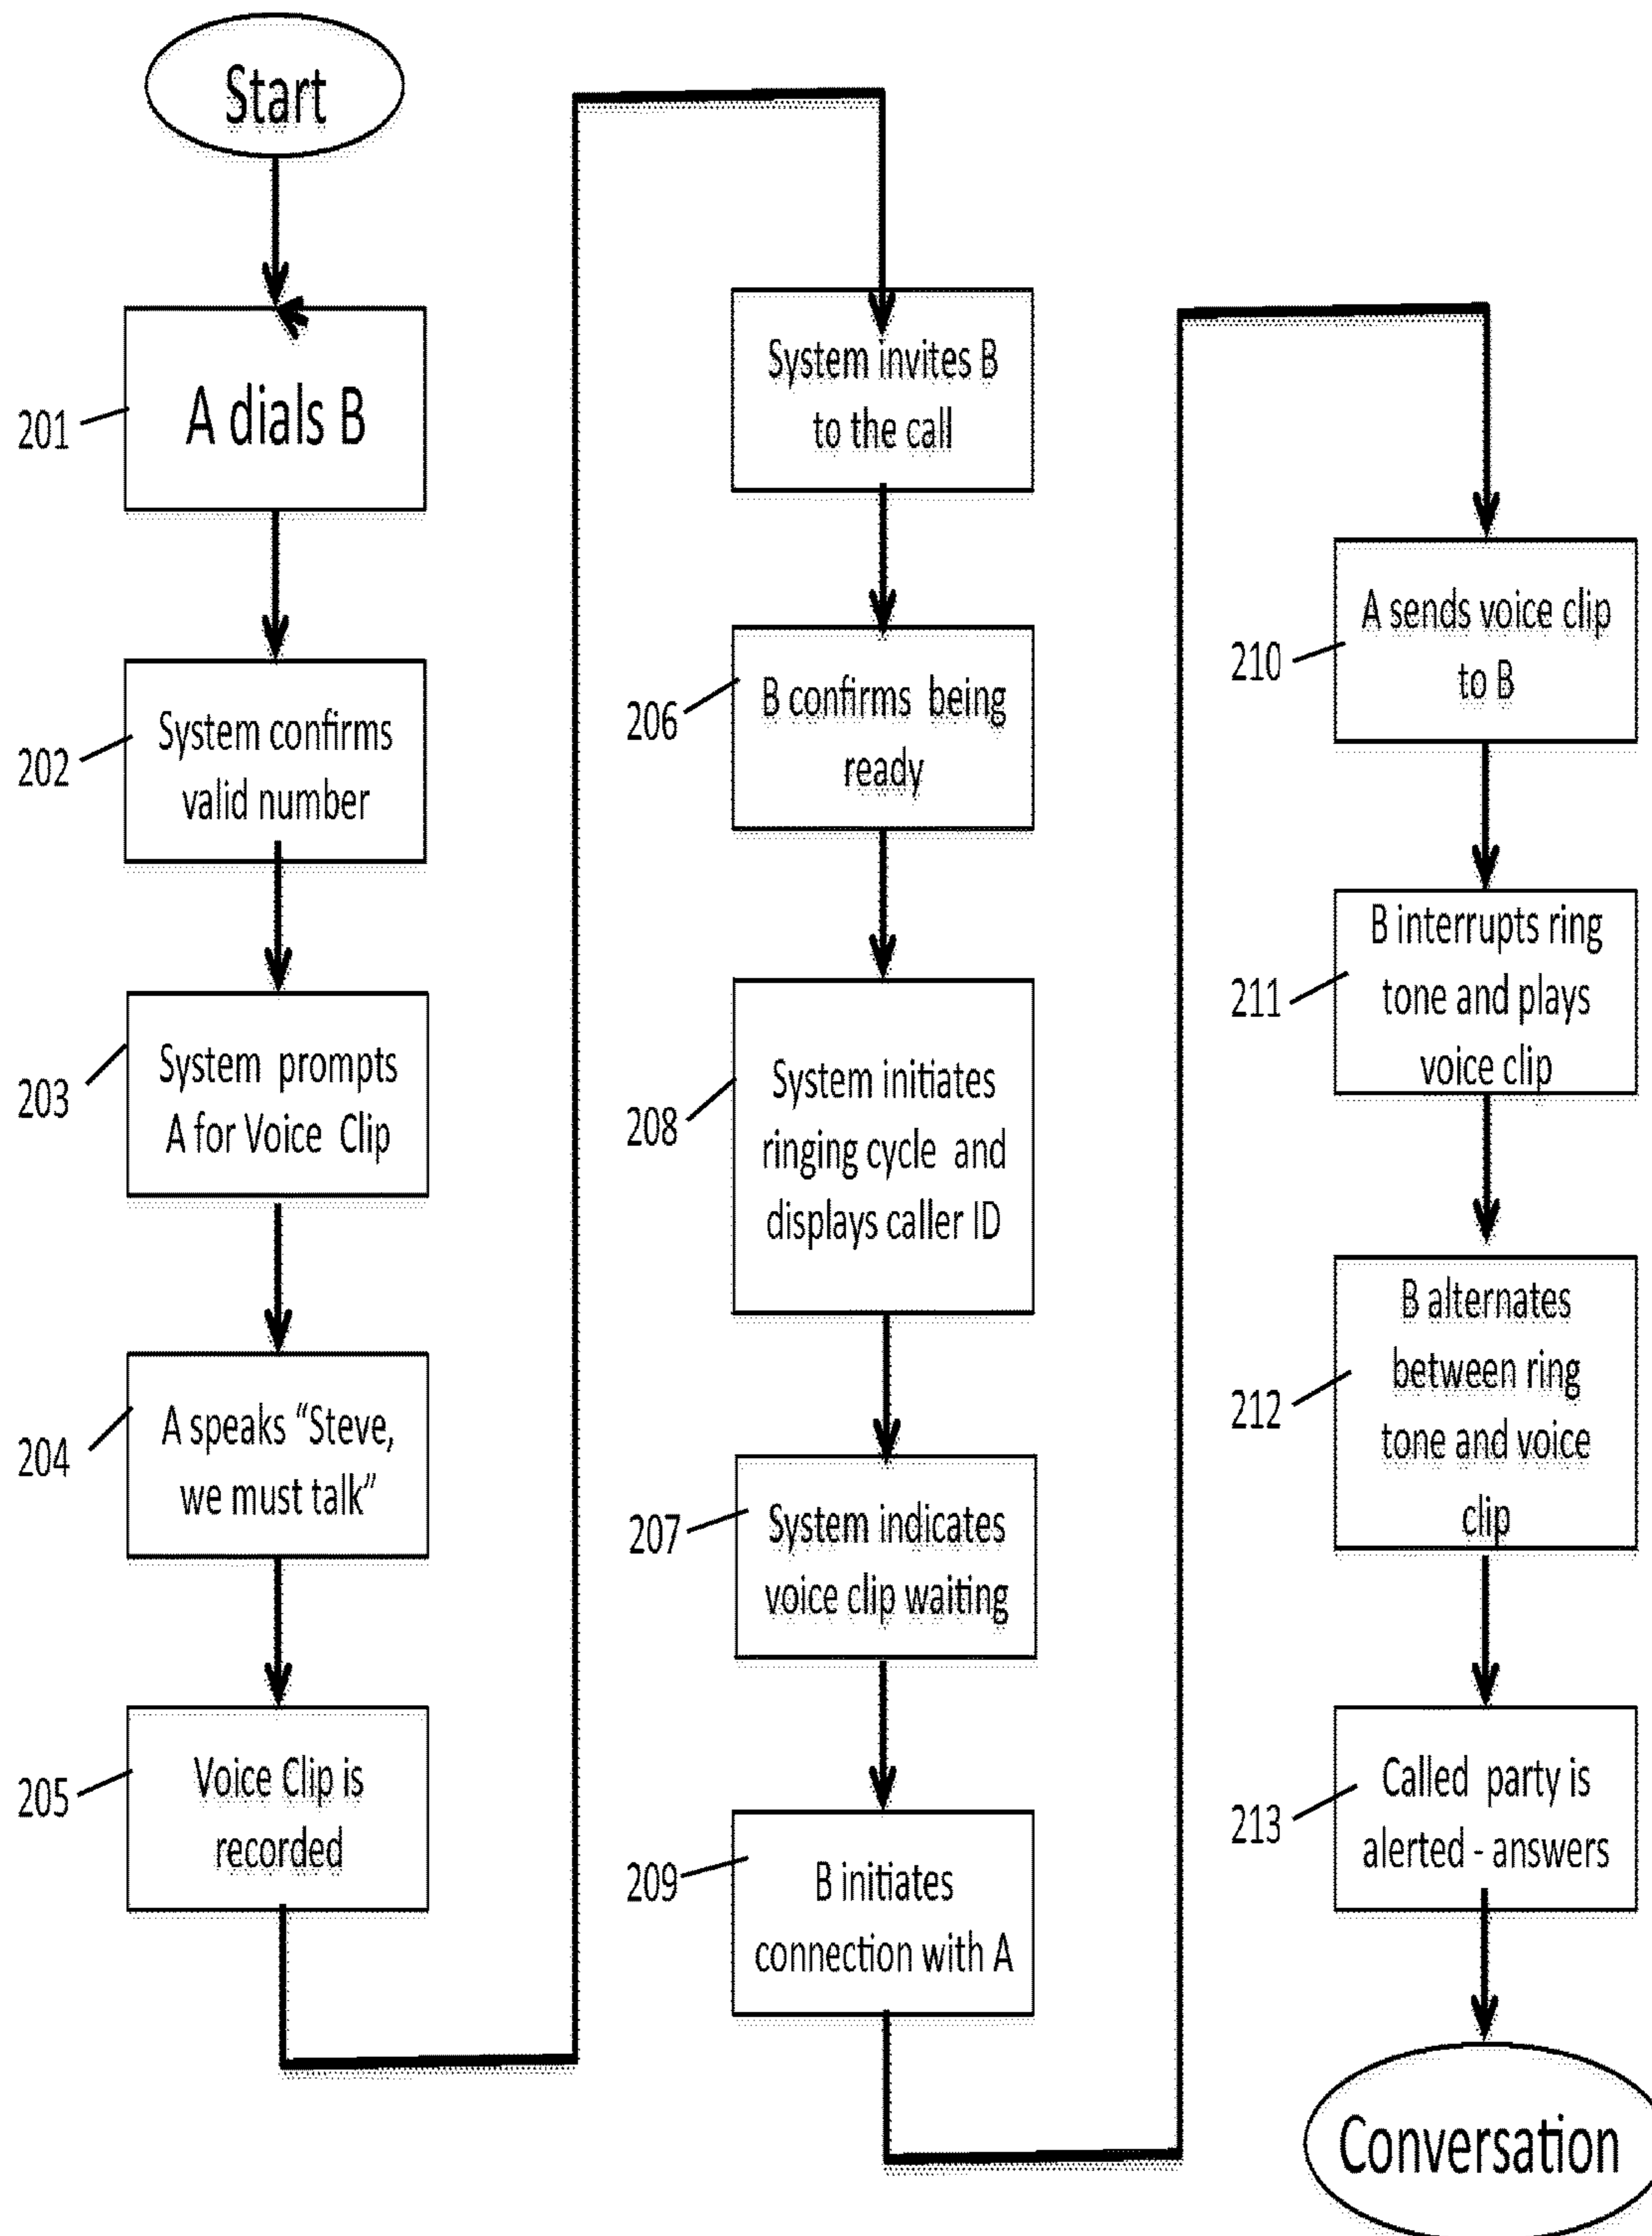 Start
201
A dials B
202
System confirms
valid number
203
System prompts
A for Voice Clip
204
A speaks “Steve,
we must talk”
205
Voice Clip is
recorded
System invites B
to the call
206
B confirms being
ready
208
System initiates
ringing cycle and
displays caller ID
207
System indicates
voice clip waiting
209
B initiates
connection with A
210
A sends voice clip
to B
211
B interrupts ring
tone and plays
voice clip
212
B alternates
between ring
tone and voice
clip
213
Called party is
alerted - answers
Conversation